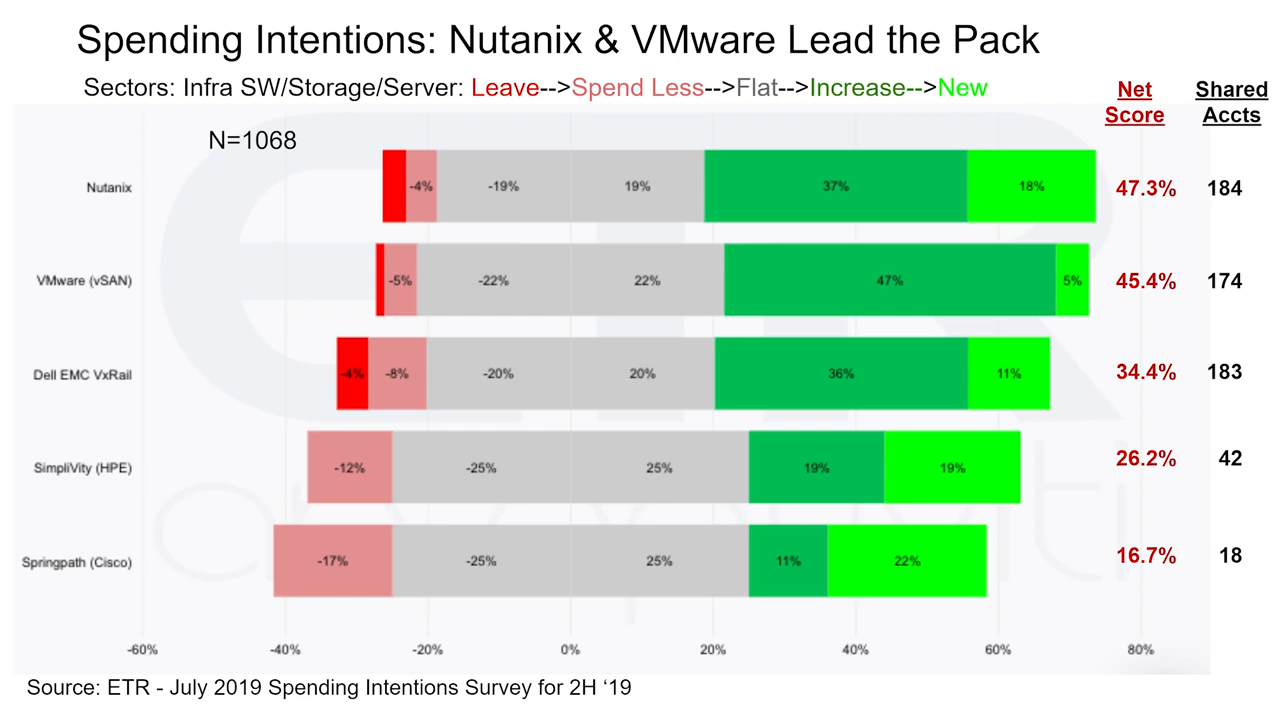 Spending Intentions: Nutanix & VMware Lead the Pack
Sectors: Infra SW/Storage/Server: Leave-->Spend Less-->Flat-->Increase-->New
Net Score
Shared Accts
N=1068
Nutanix -4% -19% 19% 37% 18% 47.3% 184
VMware (vSAN) -5% -22% 22% 47% 5% 45.4% 174
Dell EMC VxRail -4% -8% -20% 20% 36% 11% 34.4% 183
SimpliVity (HPE) -12% -25% 25% 19% 19% 26.2% 42
Springpath (Cisco) -17% -25% 25% 11% 22% 16.7% 18
-60% -40% -20% 0% 20% 40% 60% 80%
Source: ETR - July 2019 Spending Intentions Survey for 2H ‘19